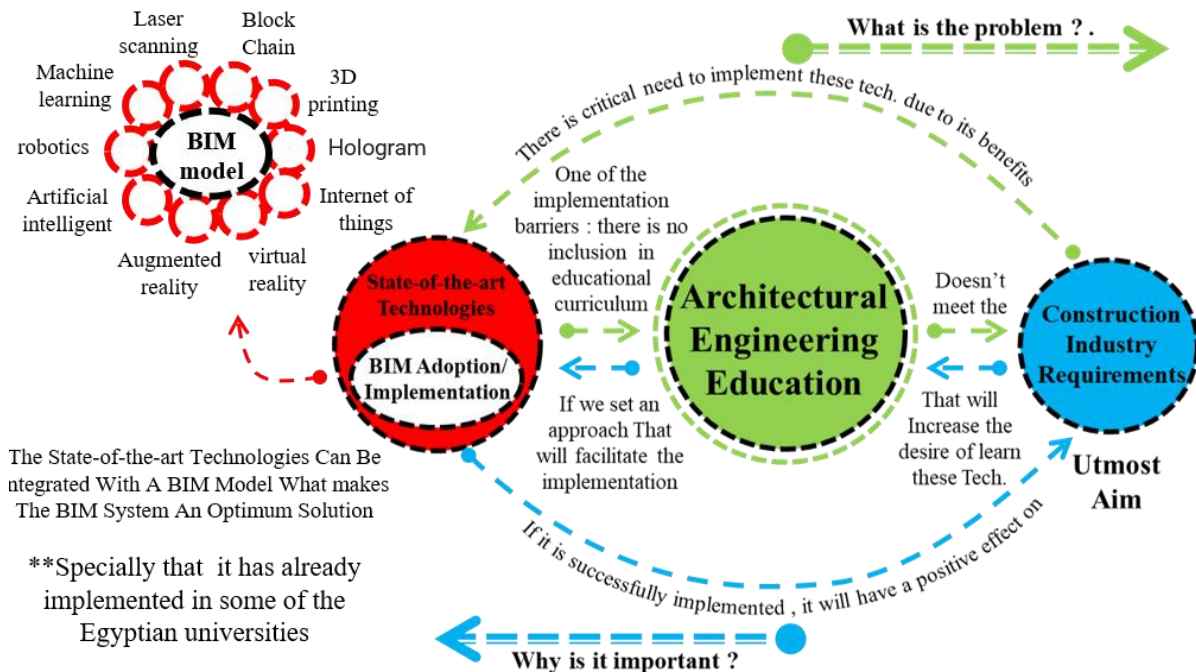 Laser
scanning
Block
Chain
Machine
learning
3D
printing
robotics
BIM
model
Hologram
Artificial
intelligent
Internet of
things
Augmented
reality
virtual
reality
What is the problem ? .
There is critical need to implement these tech. due to its benefits
One of the
implementation
barriers : there is no
inclusion in
educational
curriculum
State-of-the-art
Technologies
BIM Adoption/
Implementation
Architectural
Engineering
Education
Doesn’t
meet the
Construction
Industry
Requirements
If we set an
approach That
will facilitate the
implementation
That will
Increase the
desire of learn
these Tech.
Utmost
Aim
The State-of-the-art Technologies Can Be
ntegrated With A BIM Model What makes
The BIM System An Optimum Solution
If it is successfully implemented , it will have a positive effect on
**Specially that it has already
implemented in some of the
Egyptian universities
Why is it important ?